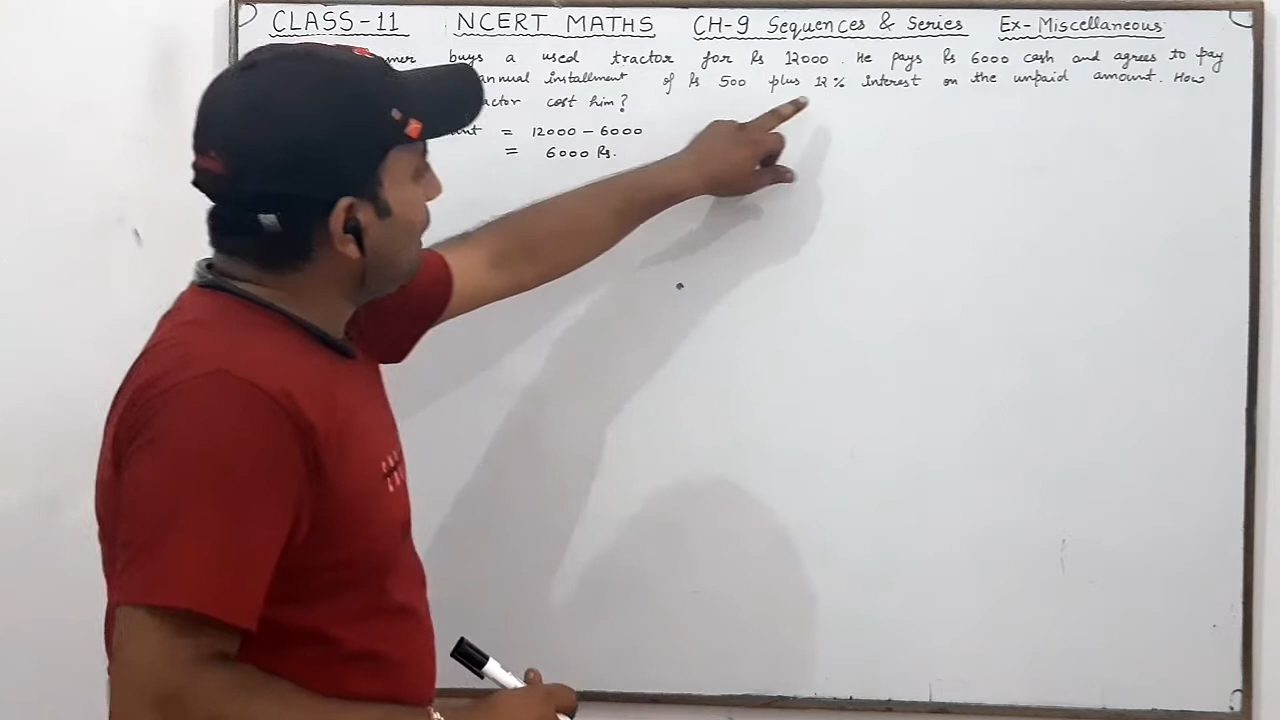 CLASS-11 NCERT MATHS CH-9 Sequences & Series Ex- Miscellaneous
mer buys a used tractor for Rs 12000. He pays Rs 6000 cash and agrees to pay
annual installment of Rs 500 plus 12% interest on the unpaid amount. How
actor cost him?
= 12000 - 6000
= 6000 Rs.